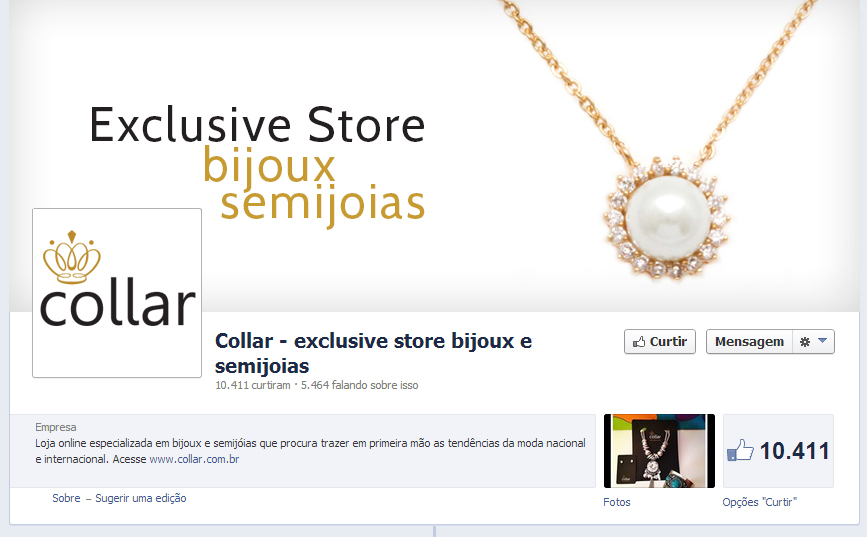 Exclusive Store
bijoux
semijoias
collar
Collar - exclusive store bijoux e
semijoias
10.411 curtiram · 5.464 falando sobre isso
Curtir
Mensagem
Empresa
Loja online especializada em bijoux e semijóias que procura trazer em primeira mão as tendências da moda nacional
e internacional. Acesse www.collar.com.br
Sobre – Sugerir uma edição
collar
Fotos
10.411
Opções "Curtir"